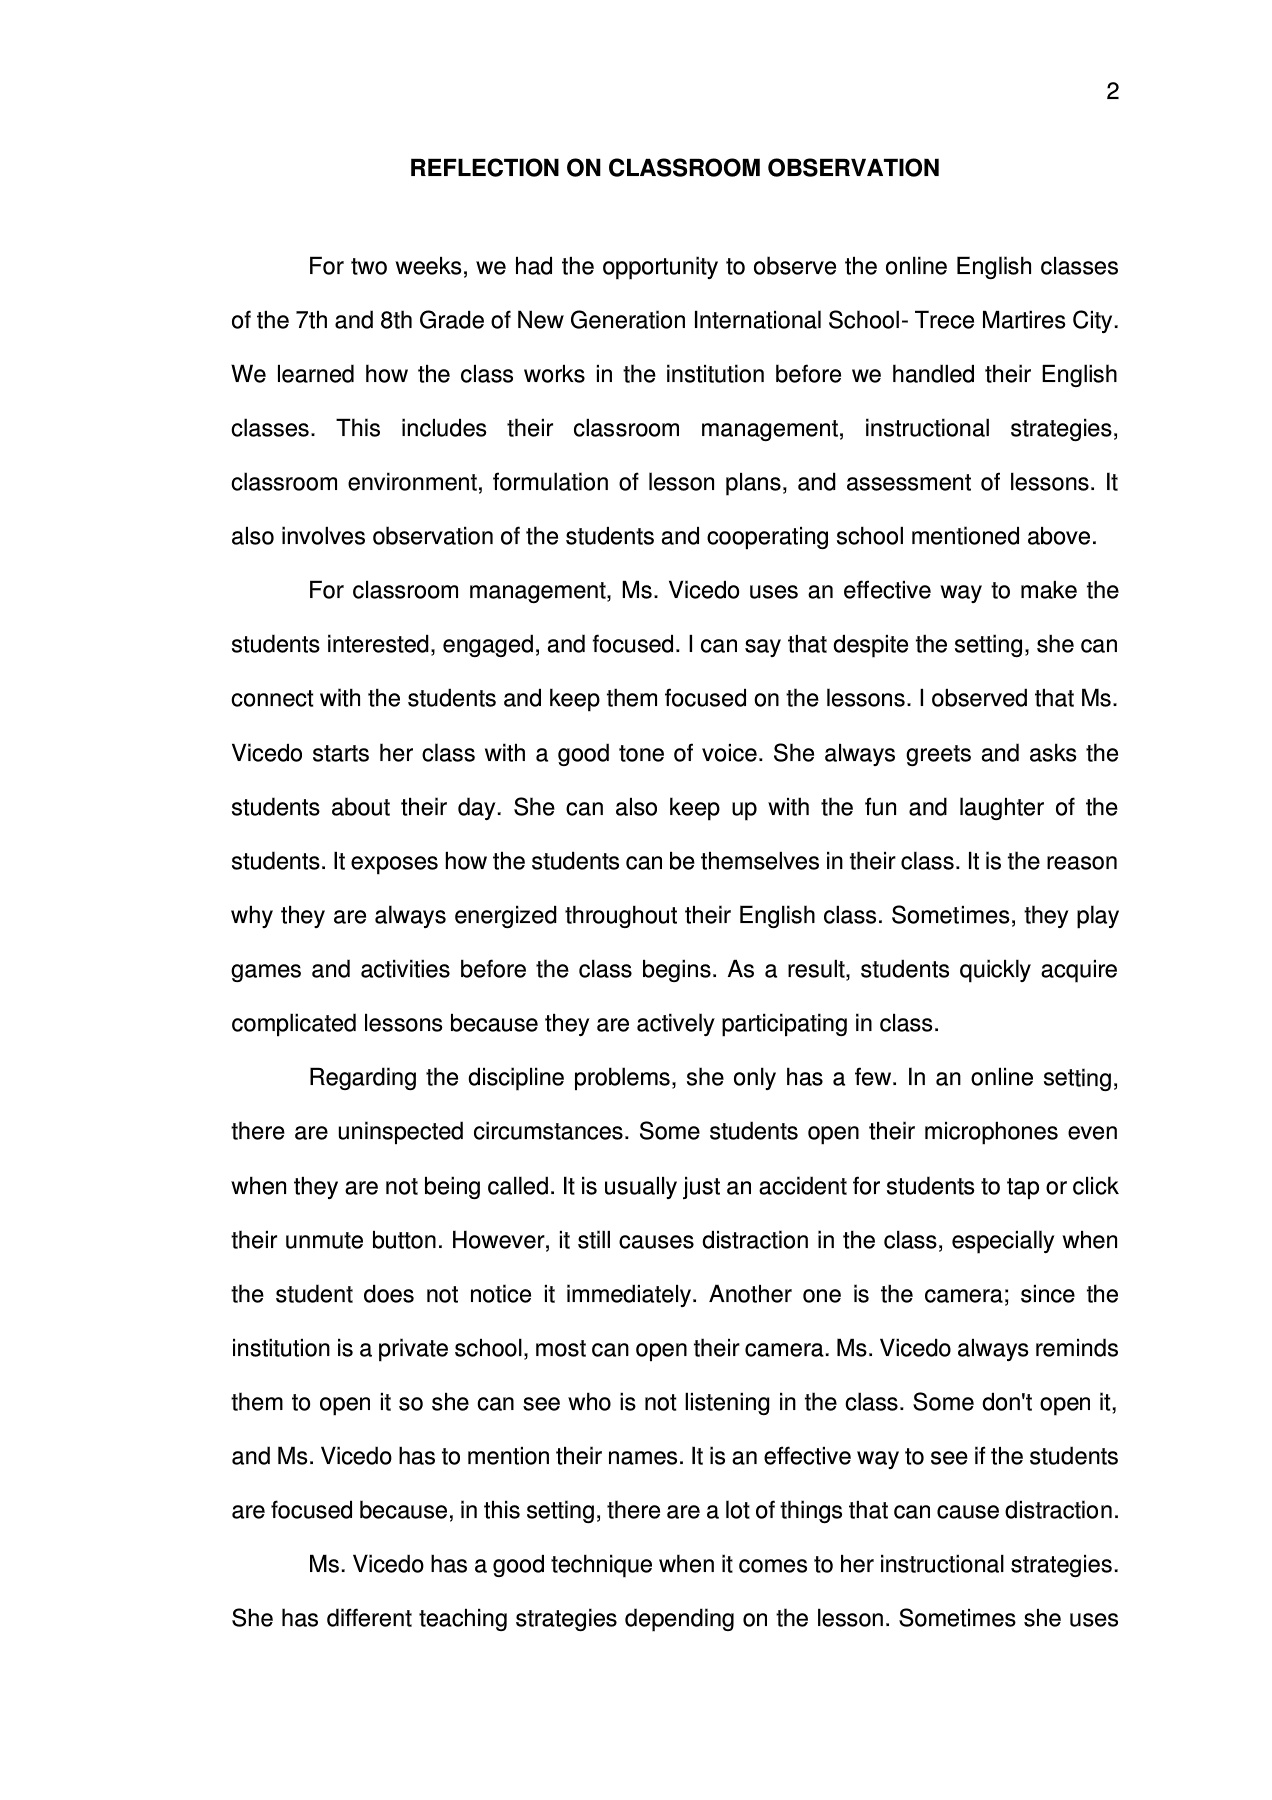 2
REFLECTION ON CLASSROOM OBSERVATION
For two weeks, we had the opportunity to observe the online English classes
of the 7th and 8th Grade of New Generation International School- Trece Martires City.
We learned how the class works in the institution before we handled their English
classes. This includes their classroom management, instructional strategies,
classroom environment, formulation of lesson plans, and assessment of lessons. It
also involves observation of the students and cooperating school mentioned above.
For classroom management, Ms. Vicedo uses an effective way to make the
students interested, engaged, and focused. I can say that despite the setting, she can
connect with the students and keep them focused on the lessons. I observed that Ms.
Vicedo starts her class with a good tone of voice. She always greets and asks the
students about their day. She can also keep up with the fun and laughter of the
students. It exposes how the students can be themselves in their class. It is the reason
why they are always energized throughout their English class. Sometimes, they play
games and activities before the class begins. As a result, students quickly acquire
complicated lessons because they are actively participating in class.
Regarding the discipline problems, she only has a few. In an online setting,
there are uninspected circumstances. Some students open their microphones even
when they are not being called. It is usually just an accident for students to tap or click
their unmute button. However, it still causes distraction in the class, especially when
the student does not notice it immediately. Another one is the camera; since the
institution is a private school, most can open their camera. Ms. Vicedo always reminds
them to open it so she can see who is not listening in the class. Some don't open it,
and Ms. Vicedo has to mention their names. It is an effective way to see if the students
are focused because, in this setting, there are a lot of things that can cause distraction.
Ms. Vicedo has a good technique when it comes to her instructional strategies.
She has different teaching strategies depending on the lesson. Sometimes she uses